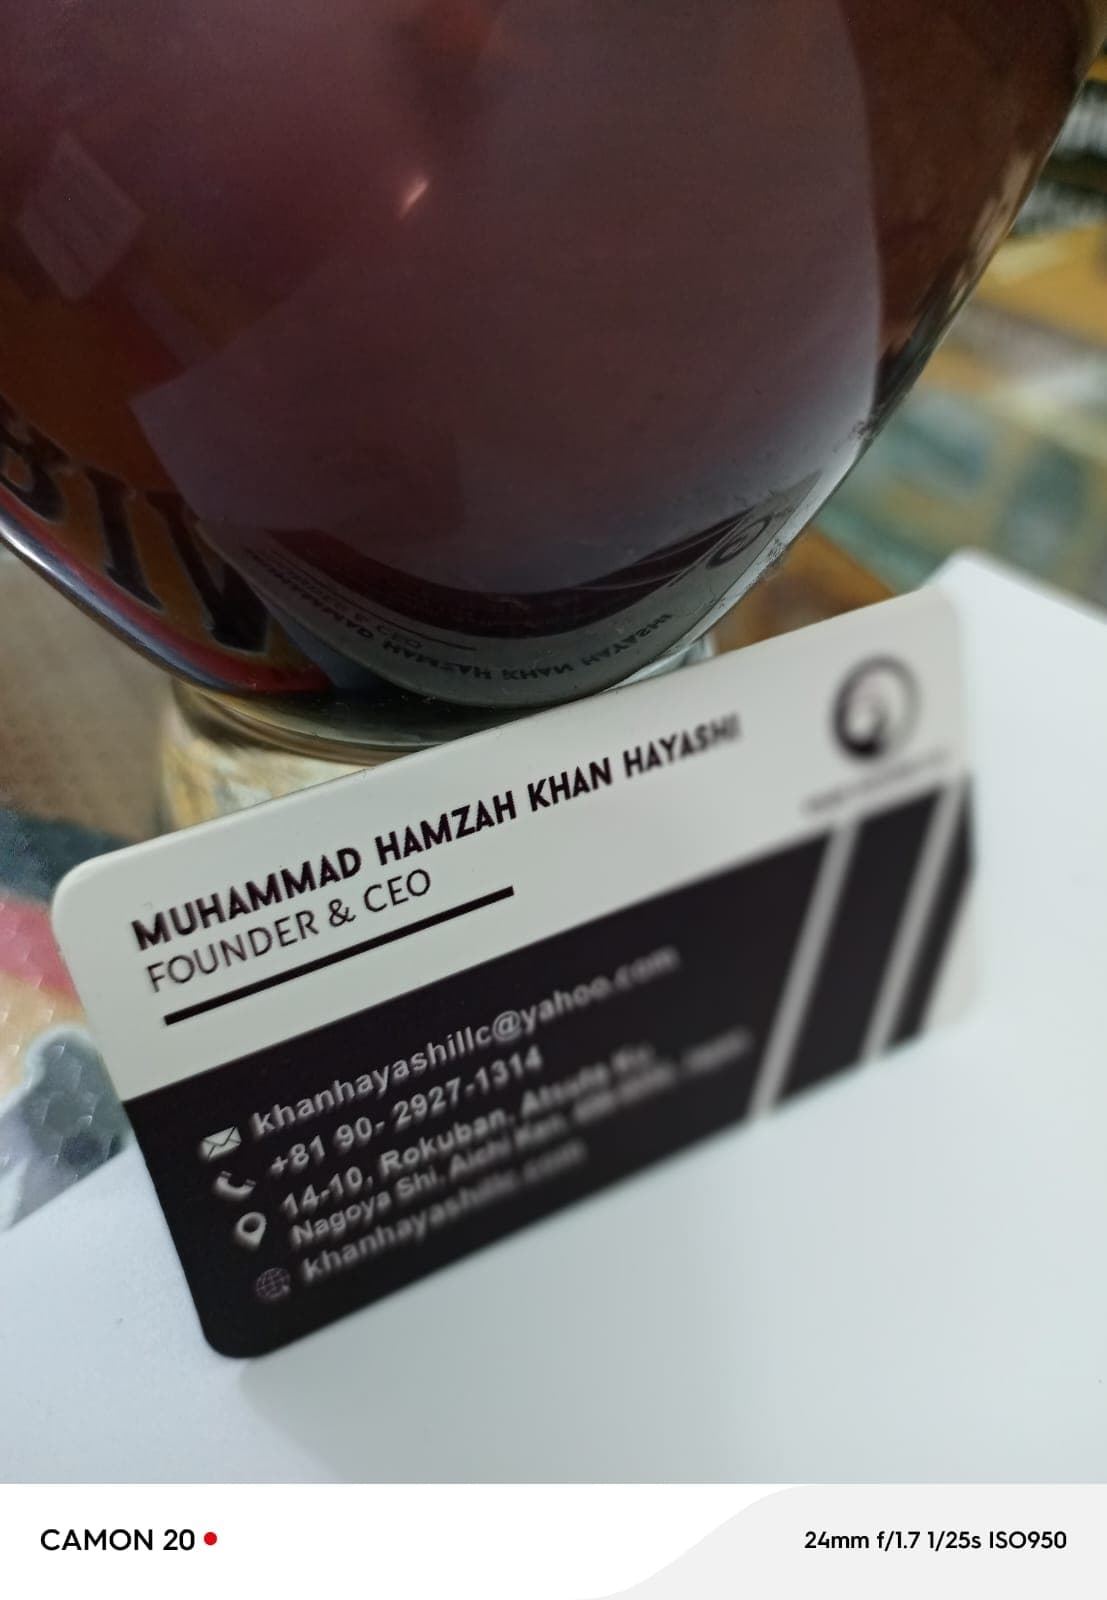 MUHAMMAD HAMZAH KHAN HAYASHI
FOUNDER & CEO
khanhayashillc@yahoo.com
+81 90- 2927-1314
14-10, Rokuban, Atsuta Ku,
Nagoya Shi, Aichi Ken,
khanhayashillc.com
CAMON 20
24mm f/1.7 1/25s ISO950